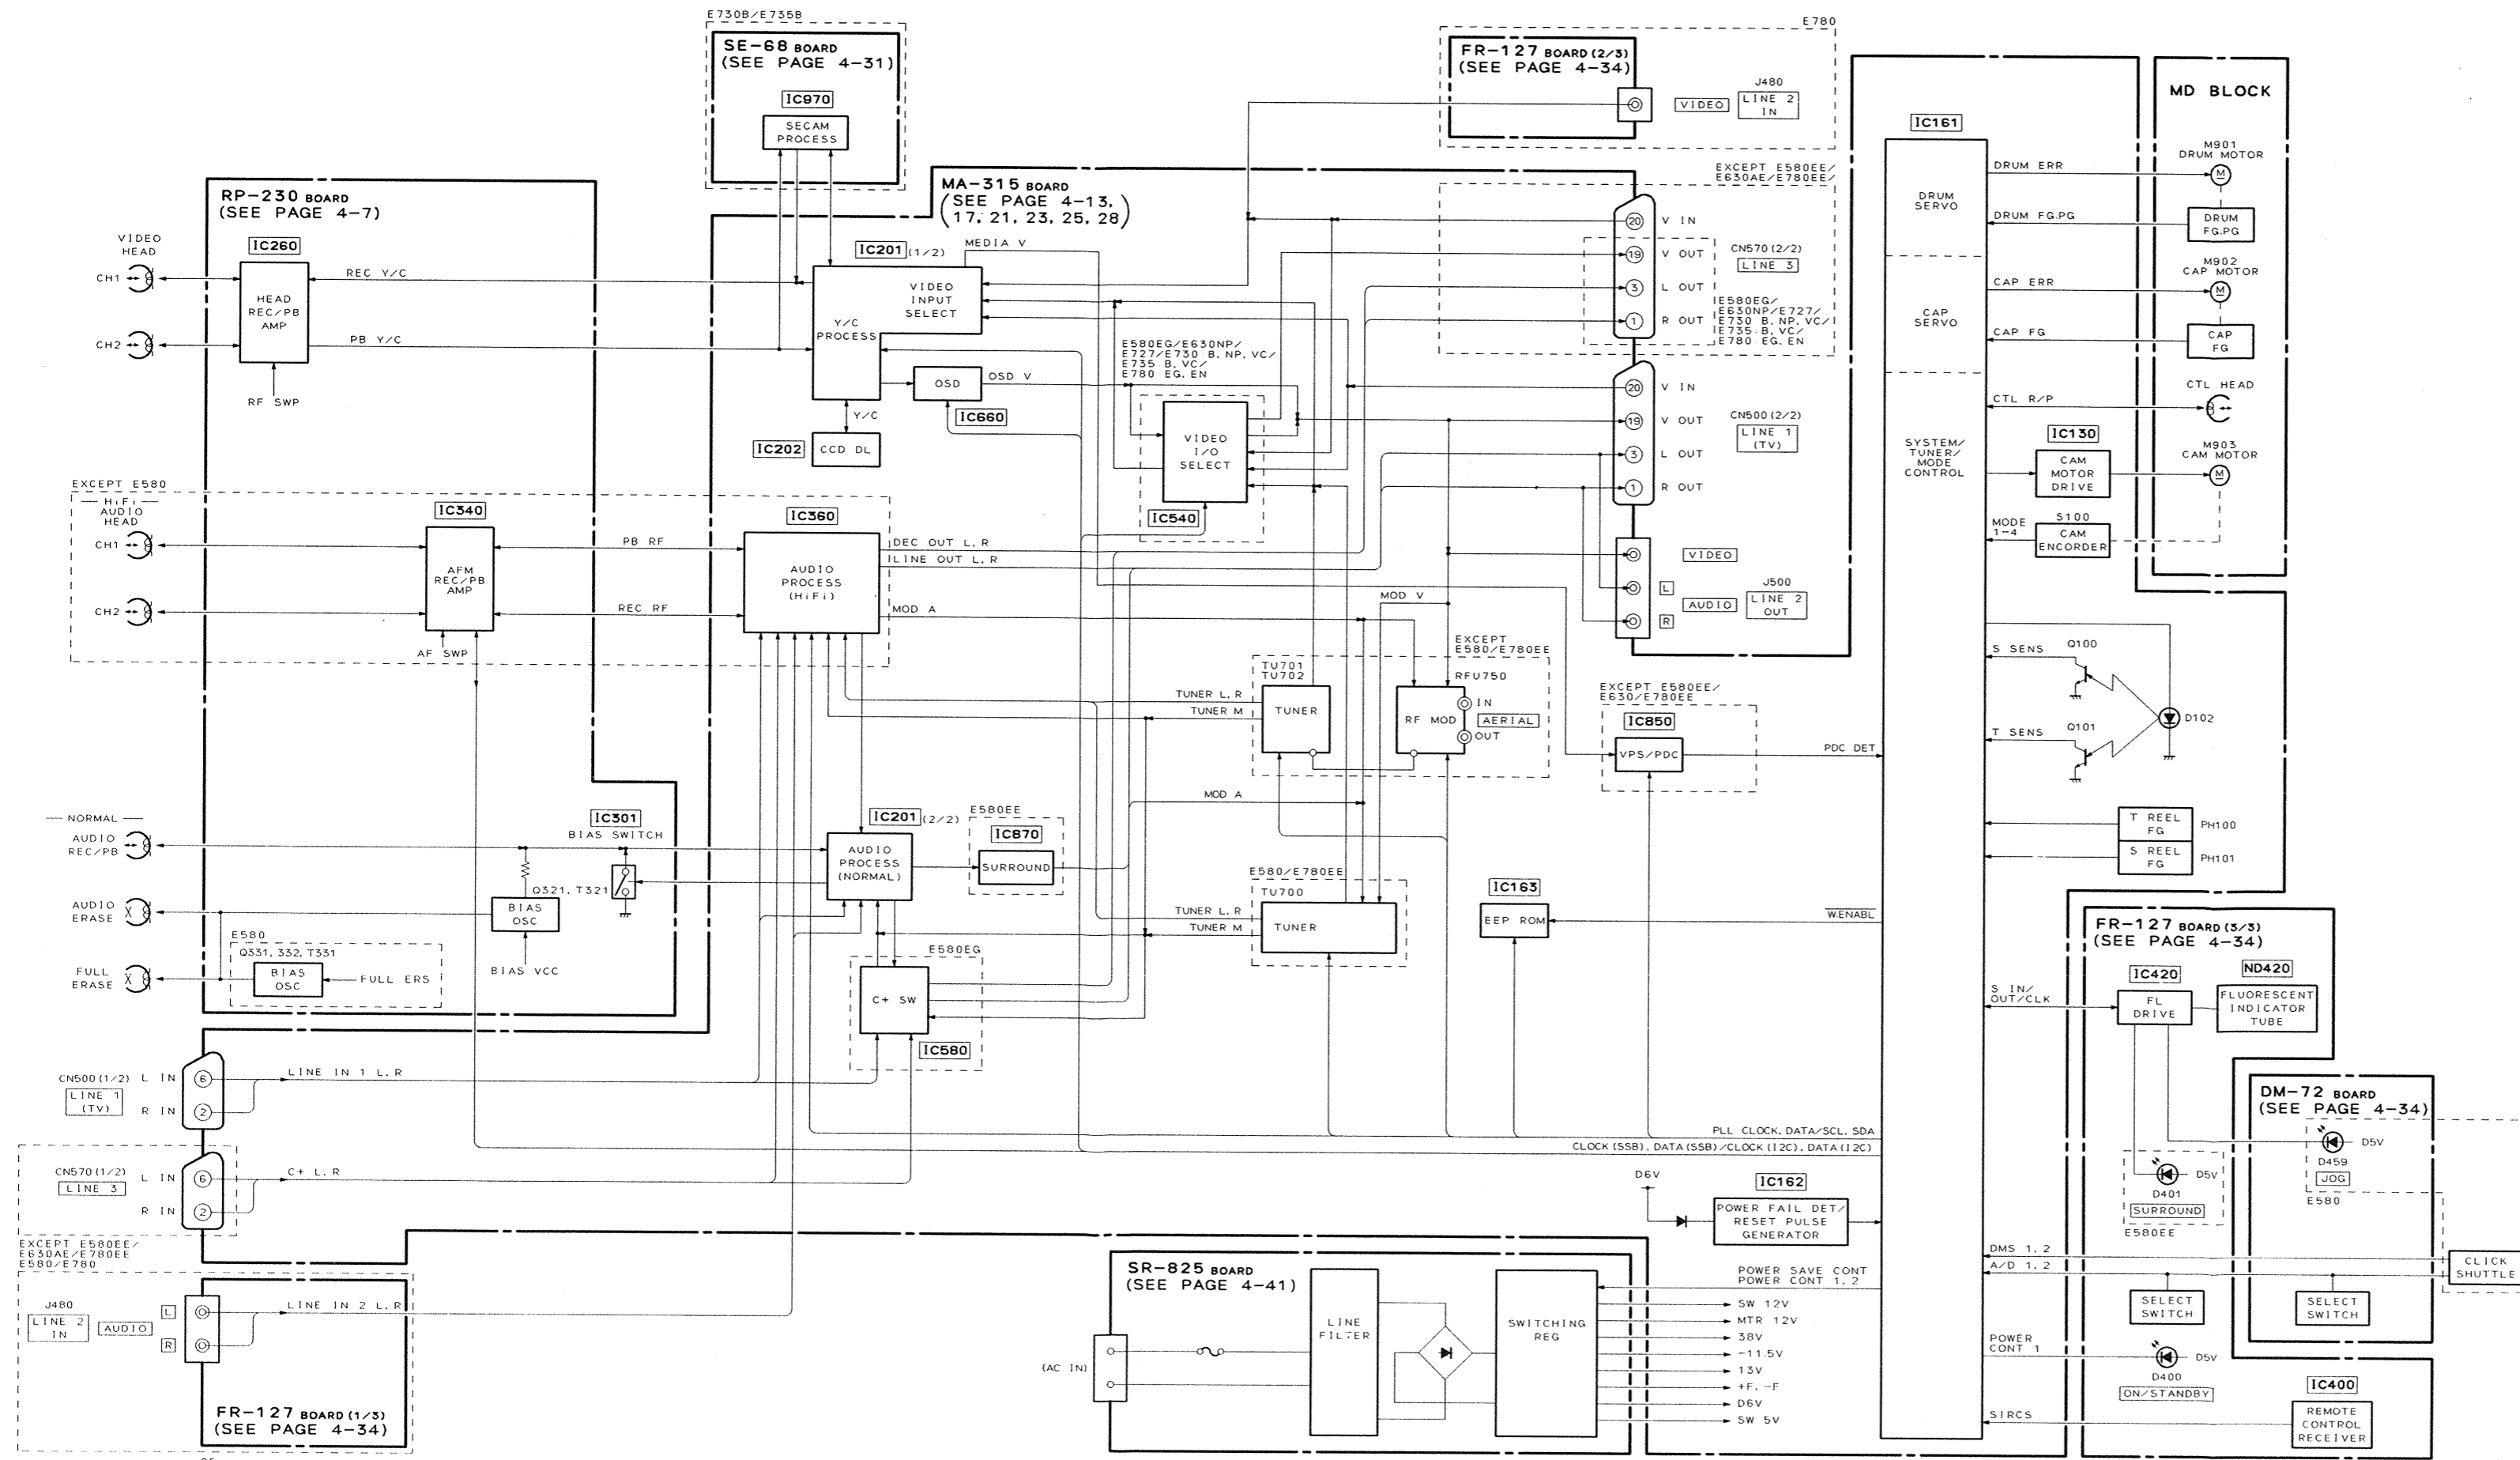 E730B/E735B
SE-68 BOARD
(SEE PAGE 4-31)
IC970
SECAM
PROCESS
E780
FR-127 BOARD (2/3)
(SEE PAGE 4-34)
J480
VIDEO
LINE 2
IN
RP-230 BOARD
(SEE PAGE 4-7)
VIDEO
HEAD
CH1
CH2
IC260
HEAD
REC/PB
AMP
RF SWP
REC Y/C
PB Y/C
MA-315 BOARD
(SEE PAGE 4-13,
17, 21, 23, 25, 28)
IC201 (1/2)
MEDIA V
VIDEO
INPUT
SELECT
Y/C
PROCESS
OSD
OSD V
IC660
Y/C
IC202
CCD DL
E580EG/E630NP/
E727/E730 B, NP, VC/
E735 B, VC/
E780 EG, EN
VIDEO
I/O
SELECT
IC540
EXCEPT E580EE/
E630AE/E780EE/
20 V IN
19 V OUT
3 L OUT
1 R OUT
CN570 (2/2)
LINE 3
E580EG/
E630NP/E727/
E730 B, NP, VC/
E735 B, VC/
E780 EG, EN
20 V IN
19 V OUT
3 L OUT
1 R OUT
CN500 (2/2)
LINE 1
(TV)
VIDEO
L
R
AUDIO
J500
LINE 2
OUT
EXCEPT E580
HiFi
AUDIO
HEAD
CH1
CH2
IC340
AFM
REC/PB
AMP
AF SWP
PB RF
REC RF
IC360
AUDIO
PROCESS
(HiFi)
DEC OUT L, R
LINE OUT L, R
MOD A
MOD V
EXCEPT
E580/E780EE
TU701
TU702
TUNER
TUNER L, R
TUNER M
RFU750
RF MOD
IN
AERIAL
OUT
EXCEPT E580EE/
E630/E780EE
IC850
VPS/PDC
PDC DET
NORMAL
AUDIO
REC/PB
AUDIO
ERASE
FULL
ERASE
IC301
BIAS SWITCH
Q321, T321
BIAS
OSC
BIAS VCC
E580
Q331, 332, T331
BIAS
OSC
FULL ERS
IC201 (2/2)
AUDIO
PROCESS
(NORMAL)
E580EE
IC870
SURROUND
MOD A
E580/E780EE
TU700
TUNER
TUNER L, R
TUNER M
E580EG
C+ SW
IC580
IC163
EEP ROM
W.ENABL
CN500 (1/2)
LINE 1
(TV)
L IN 6
R IN 2
LINE IN 1 L, R
CN570 (1/2)
LINE 3
L IN 6
R IN 2
C+ L, R
EXCEPT E580EE/
E630AE/E780EE
E580/E780
J480
LINE 2
IN
AUDIO
L
R
LINE IN 2 L, R
FR-127 BOARD (1/3)
(SEE PAGE 4-34)
PLL CLOCK, DATA/SCL, SDA
CLOCK (SSB), DATA (SSB)/CLOCK (I2C), DATA (I2C)
D6V
IC162
POWER FAIL DET/
RESET PULSE
GENERATOR
SR-825 BOARD
(SEE PAGE 4-41)
(AC IN)
LINE
FILTER
SWITCHING
REG
POWER SAVE CONT
POWER CONT 1, 2
SW 12V
MTR 12V
38V
-11.5V
13V
+F, -F
D6V
SW 5V
IC161
DRUM
SERVO
CAP
SERVO
SYSTEM/
TUNER/
MODE
CONTROL
MD BLOCK
DRUM ERR
M901
DRUM MOTOR
M
DRUM FG.PG
DRUM
FG.PG
CAP ERR
M902
CAP MOTOR
M
CAP FG
CAP
FG
CTL R/P
CTL HEAD
IC130
CAM
MOTOR
DRIVE
M903
CAM MOTOR
M
MODE
1-4
S100
CAM
ENCORDER
S SENS
Q100
T SENS
Q101
D102
T REEL
FG
PH100
S REEL
FG
PH101
FR-127 BOARD (3/3)
(SEE PAGE 4-34)
IC420
FL
DRIVE
ND420
FLUORESCENT
INDICATOR
TUBE
S IN/
OUT/CLK
DM-72 BOARD
(SEE PAGE 4-34)
D5V
D459
JOG
E580
D5V
D401
SURROUND
E580EE
DMS 1, 2
A/D 1, 2
CLICK
SHUTTLE
SELECT
SWITCH
SELECT
SWITCH
POWER
CONT 1
D5V
D400
ON/STANDBY
IC400
REMOTE
CONTROL
RECEIVER
SIRCS